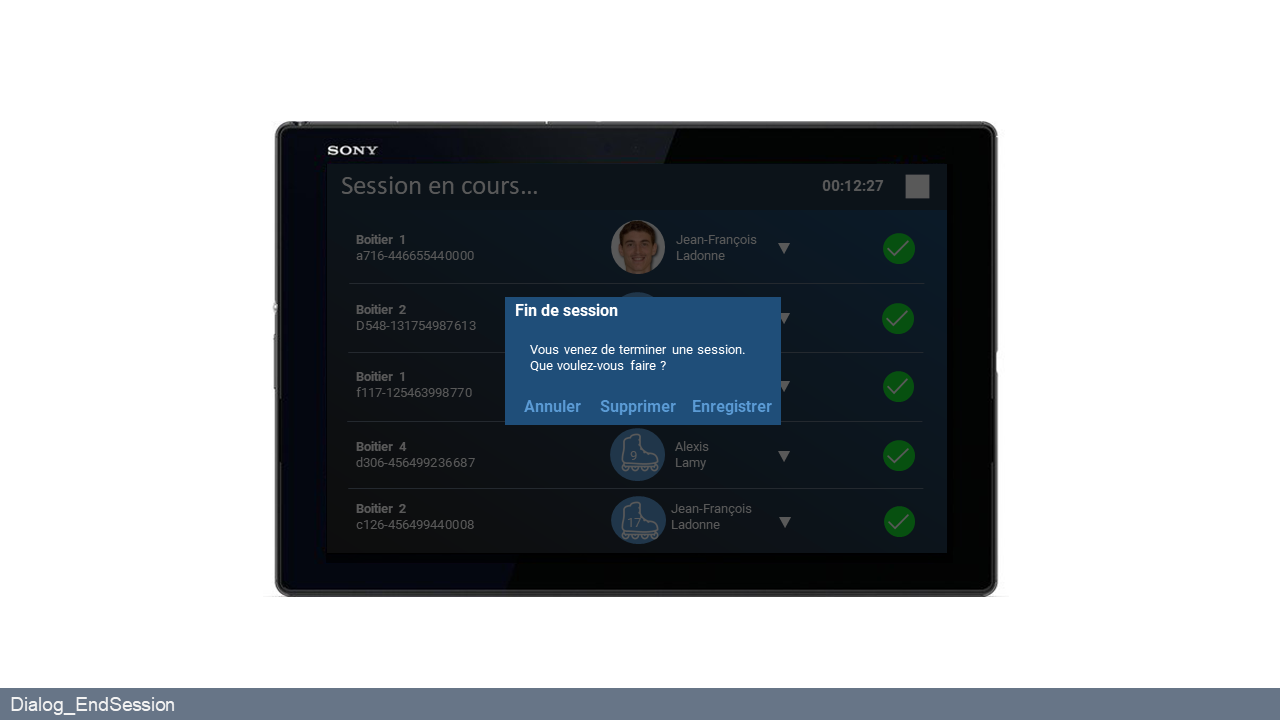 SONY
Session en cours...
00:12:27
Boitier 1
a716-446655440000
Jean-François
Ladonne
Boitier 2
D548-131754987613
Fin de session
Vous venez de terminer une session.
Que voulez-vous faire ?
Annuler Supprimer Enregistrer
Boitier 1
f117-125463998770
Boitier 4
d306-456499236687
9
Alexis
Lamy
Boitier 2
c126-456499440008
17
Jean-François
Ladonne
Dialog_EndSession